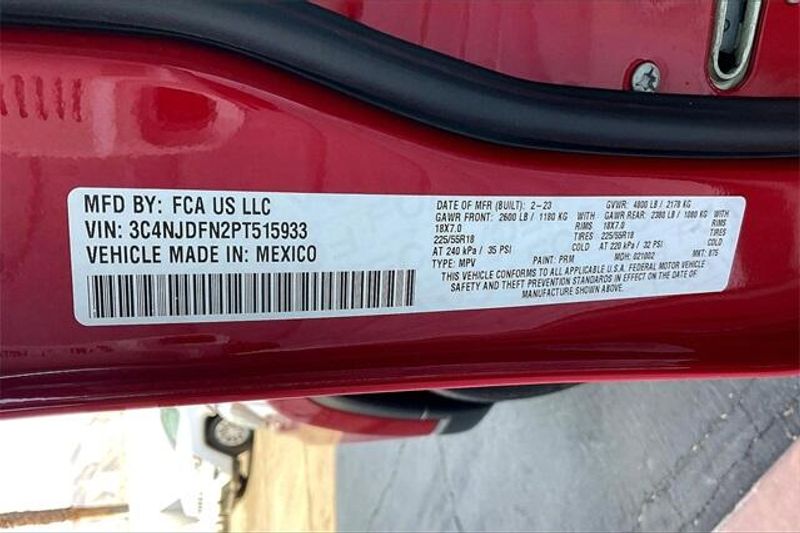 MFD BY: FCA US LLC
VIN: 3C4NJDFN2PT515933
VEHICLE MADE IN: MEXICO
DATE OF MFR (BUILT): 2-23 GVWR: 4800 LB / 2178 KG
GAWR FRONT: 2600 LB / 1180 KG WITH GAWR REAR: 2380 LB / 1080 KG WITH
18X7.0 RIMS 18X7.0 RIMS
225/55R18 TIRES 225/55R18 TIRES
AT 240 kPa / 35 PSI COLD AT 220 kPa / 32 PSI COLD
TYPE: MPV PAINT: PRM MDH: 021002 MKT: 875
THIS VEHICLE CONFORMS TO ALL APPLICABLE U.S.A. FEDERAL MOTOR VEHICLE
SAFETY AND THEFT PREVENTION STANDARDS IN EFFECT ON THE DATE OF
MANUFACTURE SHOWN ABOVE.